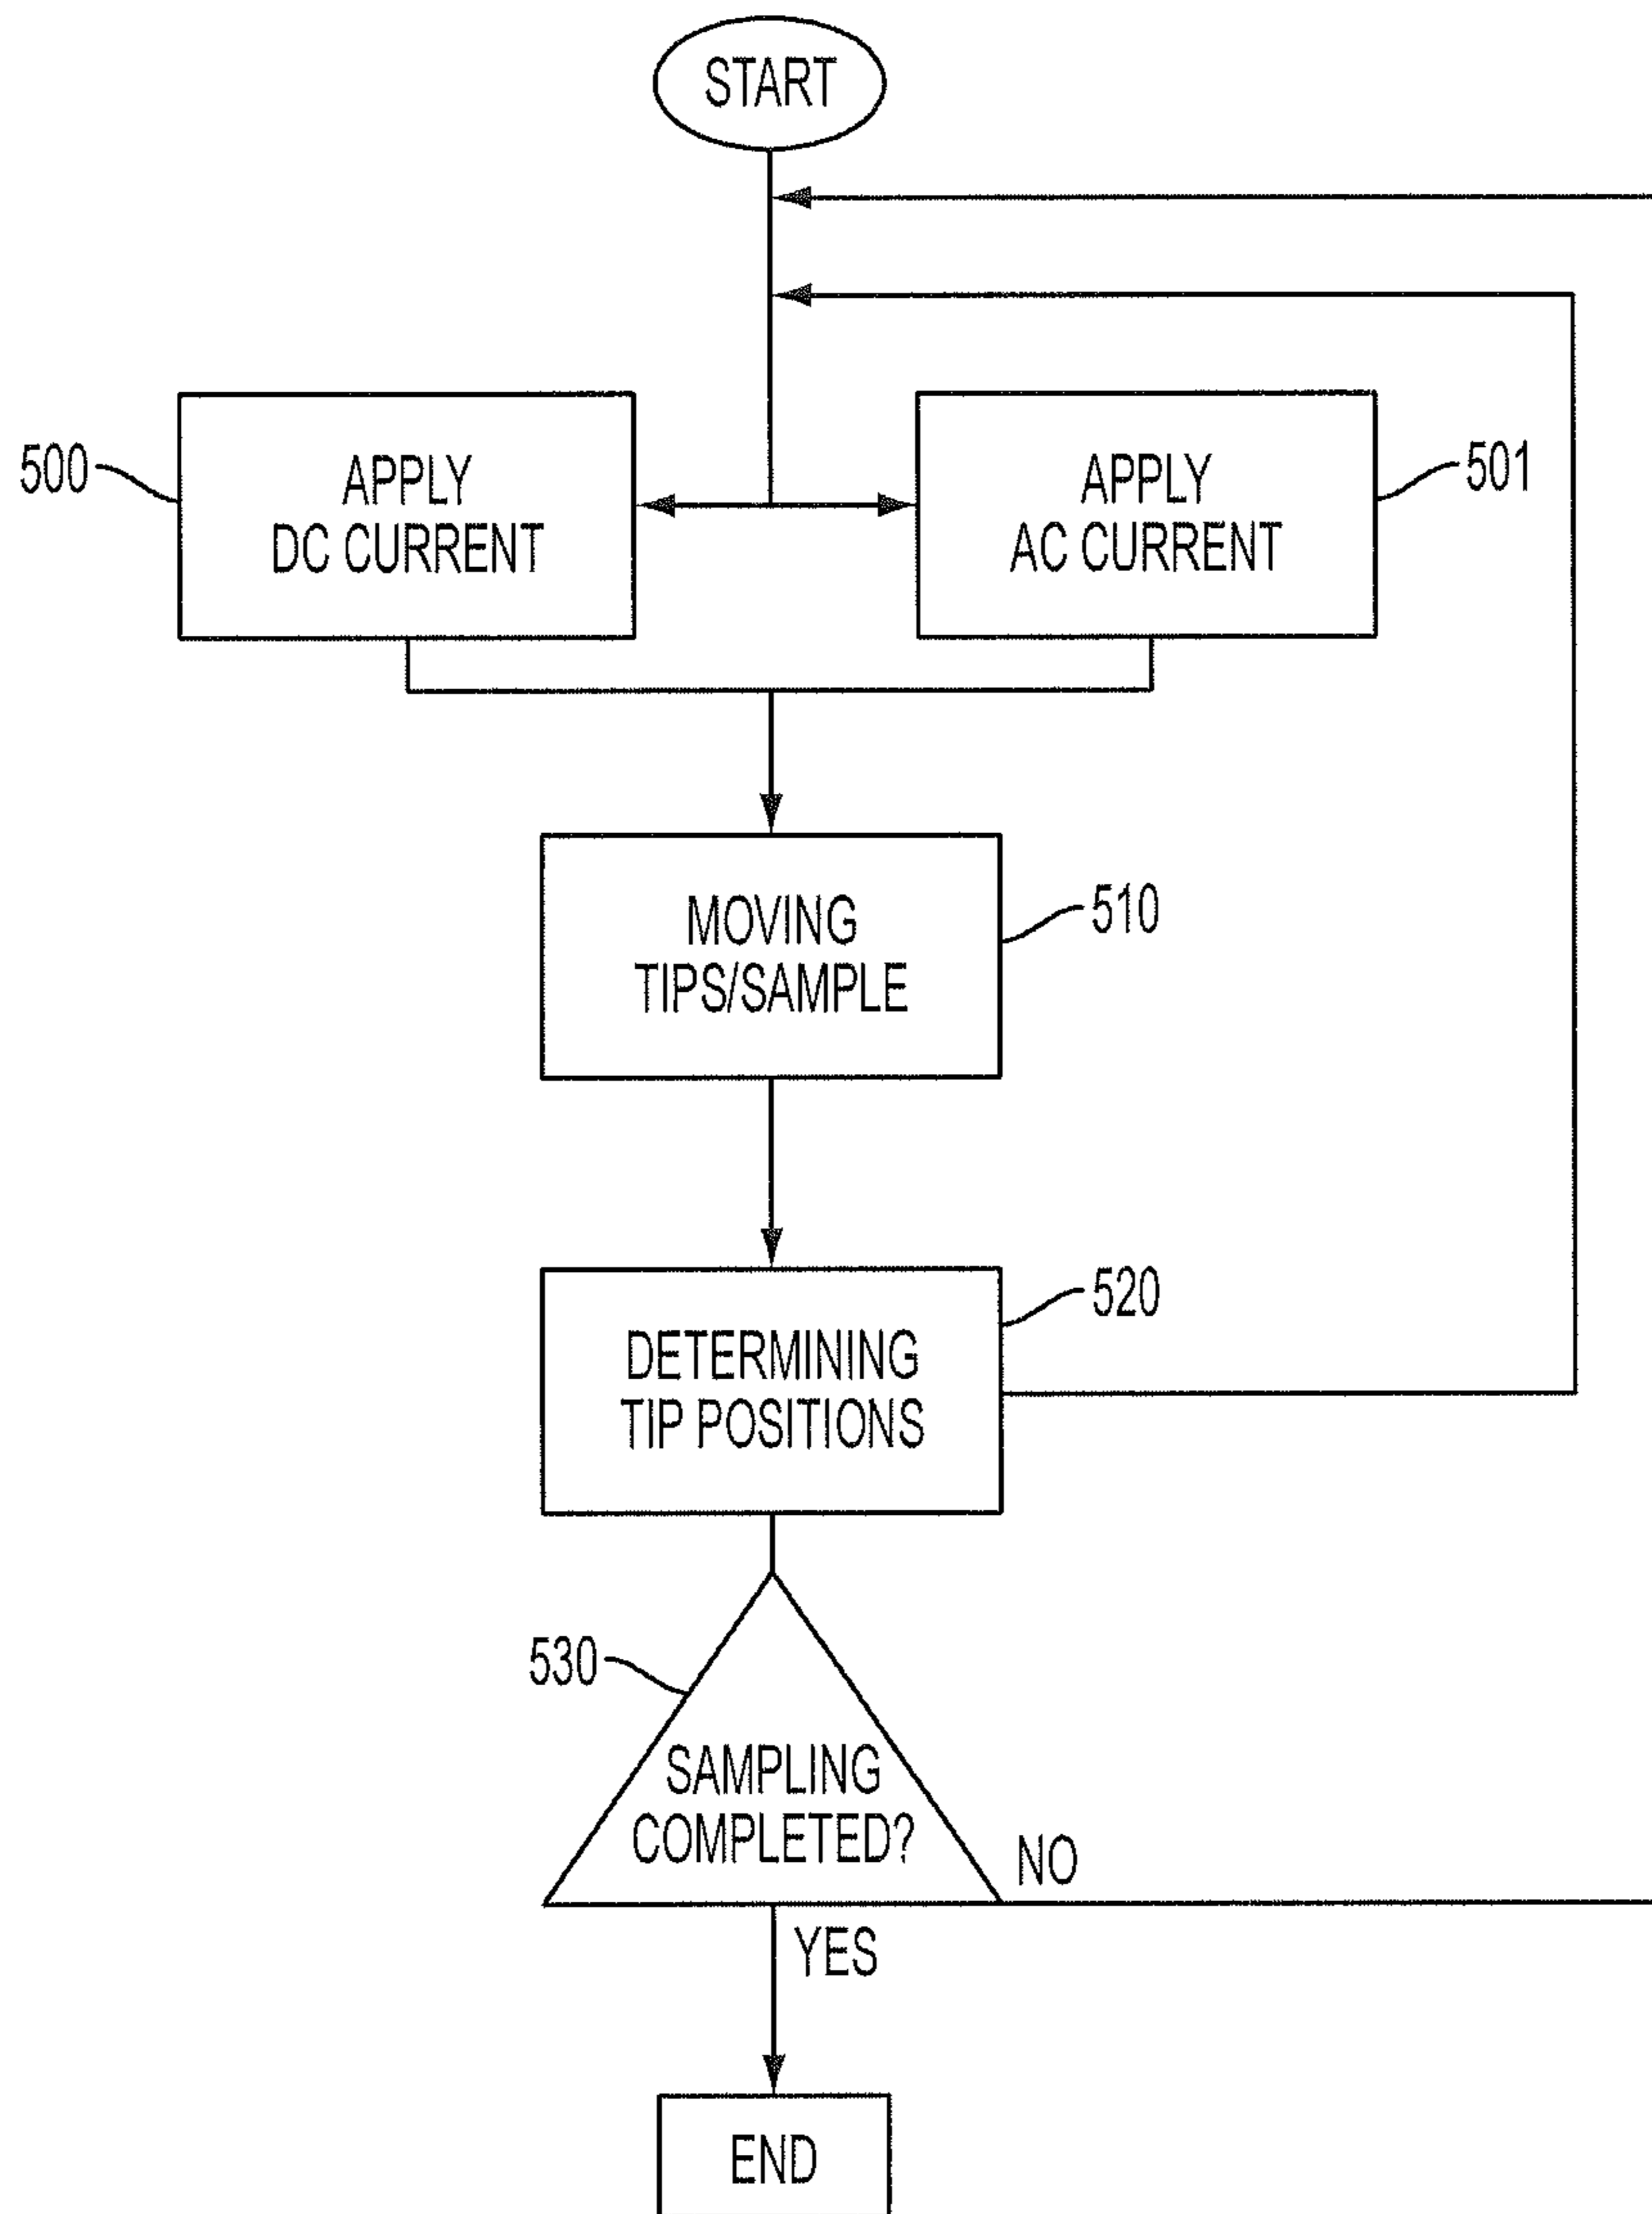 START
500
APPLY
DC CURRENT
APPLY
AC CURRENT
501
MOVING
TIPS/SAMPLE
510
DETERMINING
TIP POSITIONS
520
530
SAMPLING
COMPLETED?
NO
YES
END